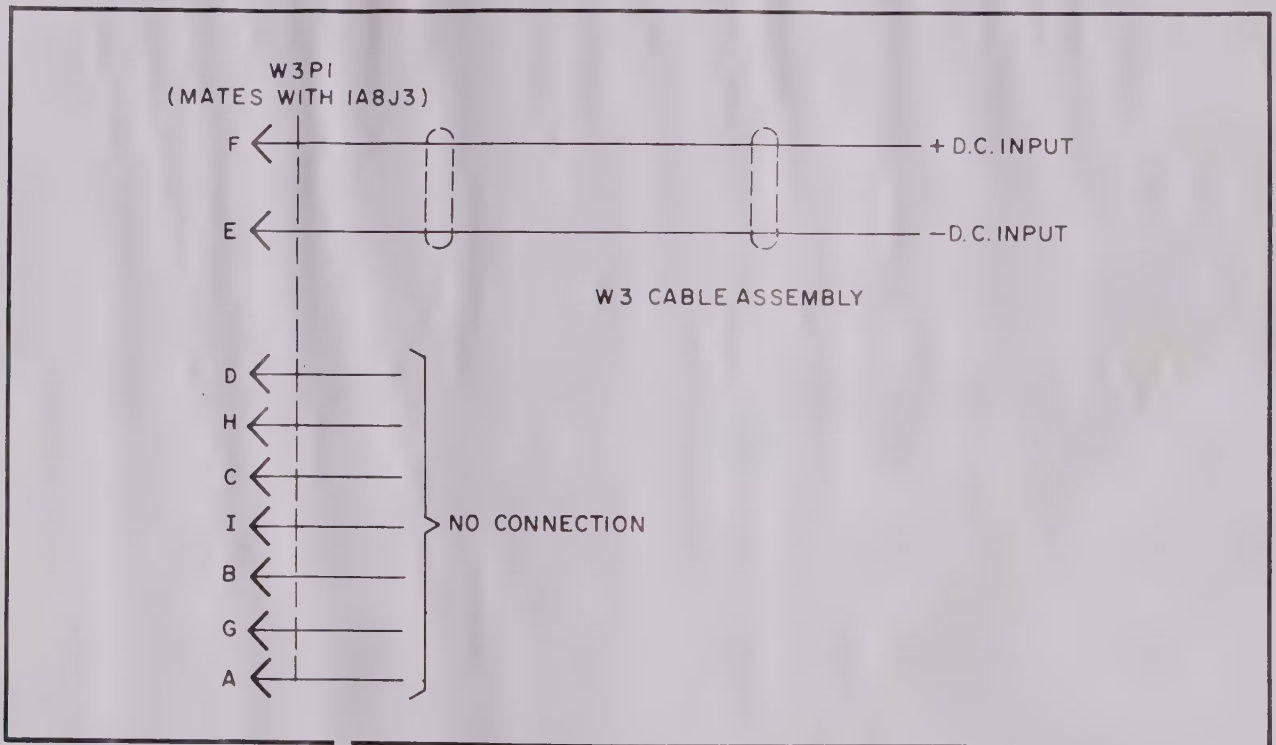 W3P1
(MATES WITH 1A8J3)
F
+ D.C. INPUT
E
- D.C. INPUT
W3 CABLE ASSEMBLY
D
H
C
I
NO CONNECTION
B
G
A